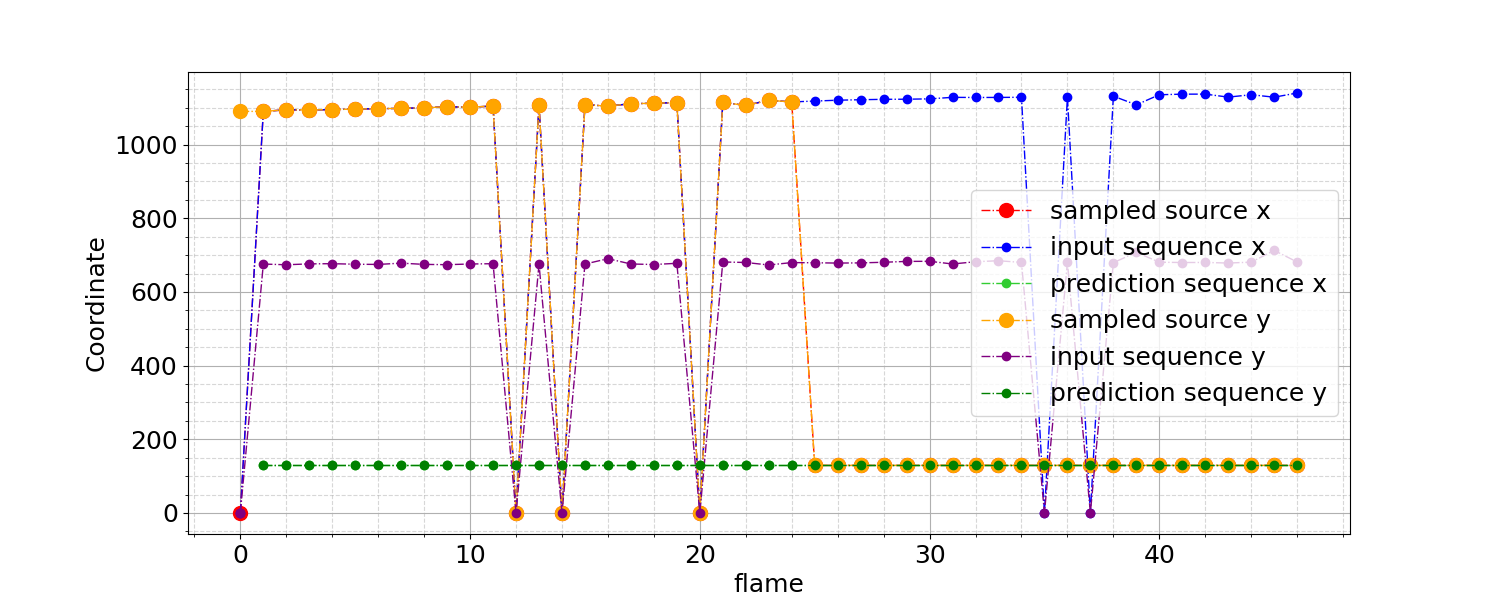 Coordinate
1000
800
600
400
200
0
sampled source x
input sequence x
prediction sequence x
sampled source y
input sequence y
prediction sequence y
0 10 20 30 40
flame